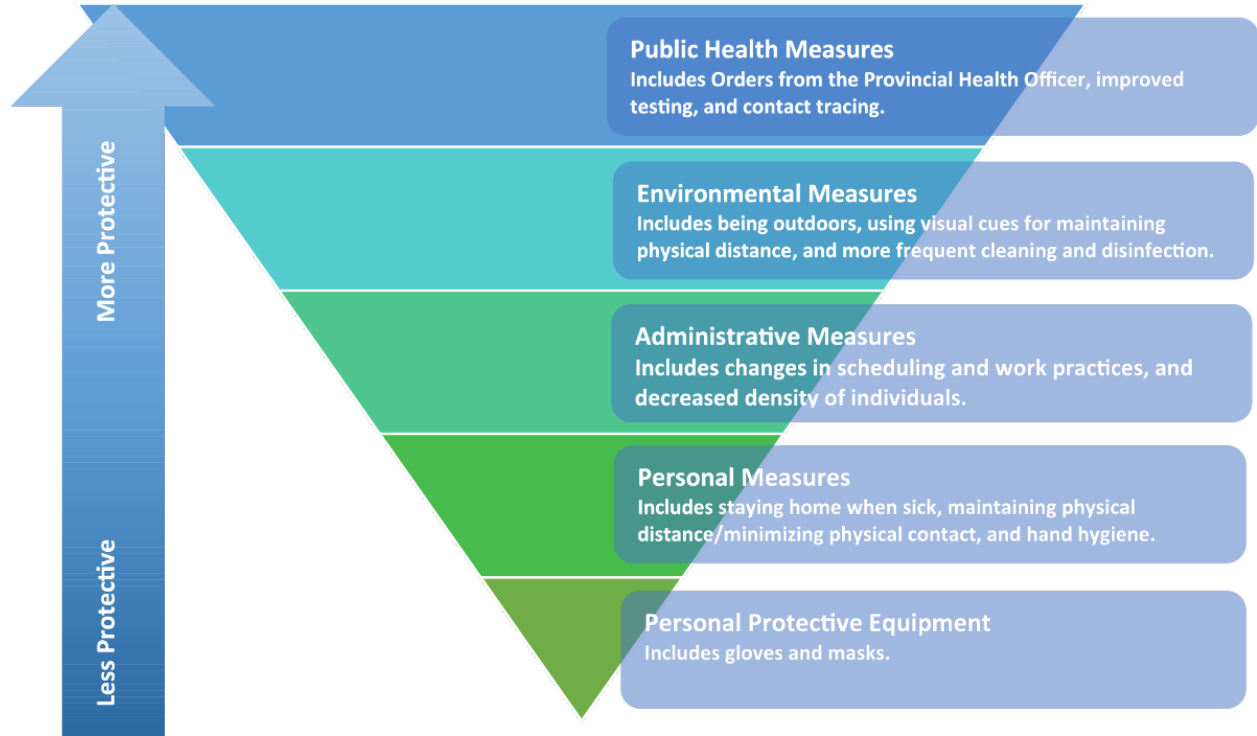 More Protective
Less Protective
Public Health Measures
Includes Orders from the Provincial Health Officer, improved
testing, and contact tracing.
Environmental Measures
Includes being outdoors, using visual cues for maintaining
physical distance, and more frequent cleaning and disinfection.
Administrative Measures
Includes changes in scheduling and work practices, and
decreased density of individuals.
Personal Measures
Includes staying home when sick, maintaining physical
distance/minimizing physical contact, and hand hygiene.
Personal Protective Equipment
Includes gloves and masks.